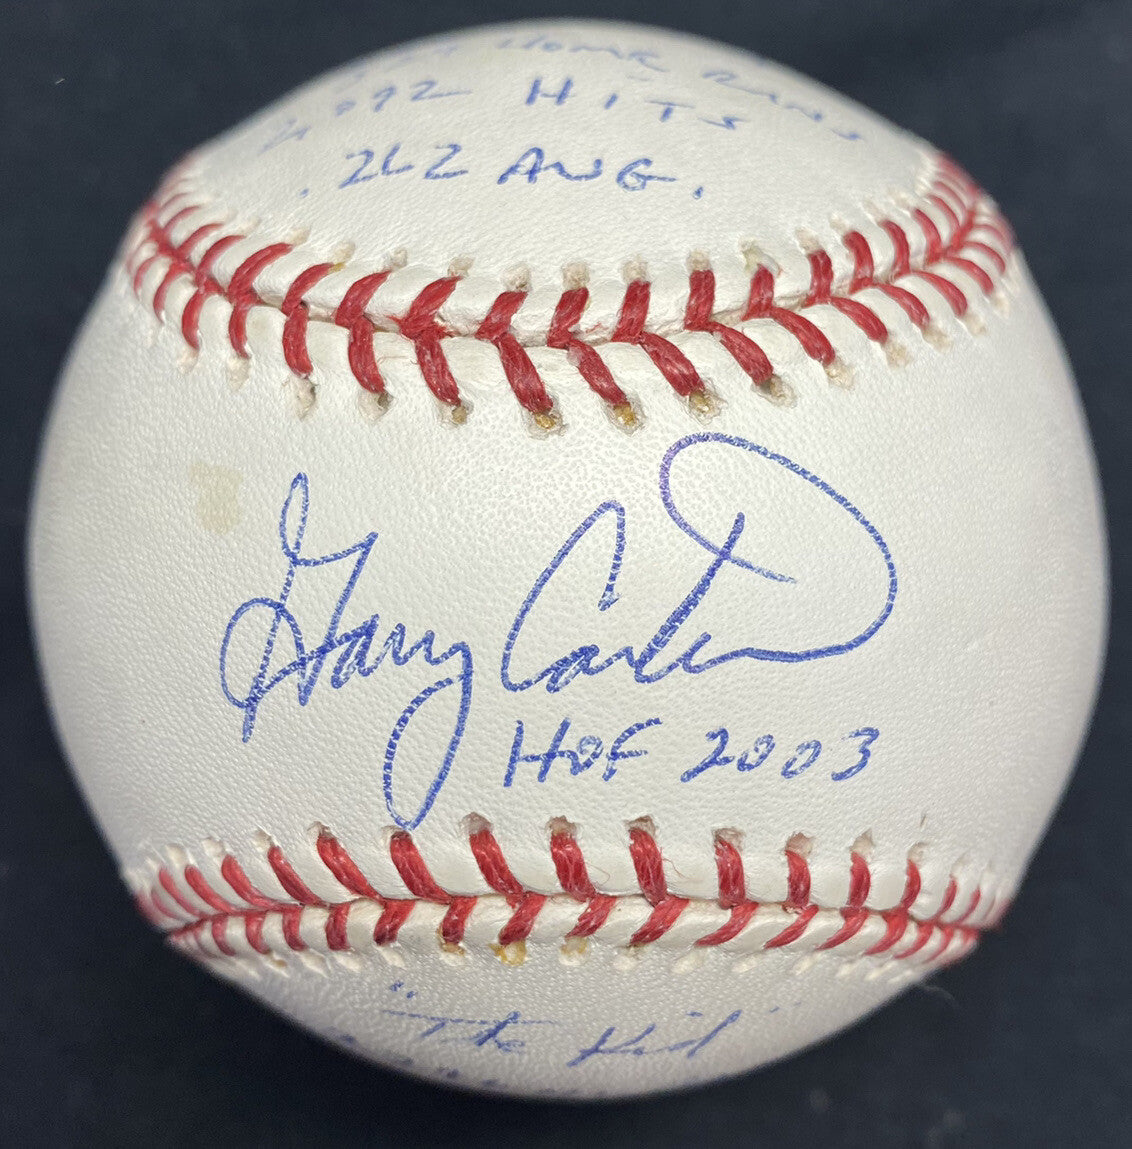 HOME RUNS
2,092 HITS
.262 AVG.
Gary Carter
HOF 2003
"The Kid"